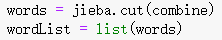 words = jieba.cut(combine)
wordList = list(words)